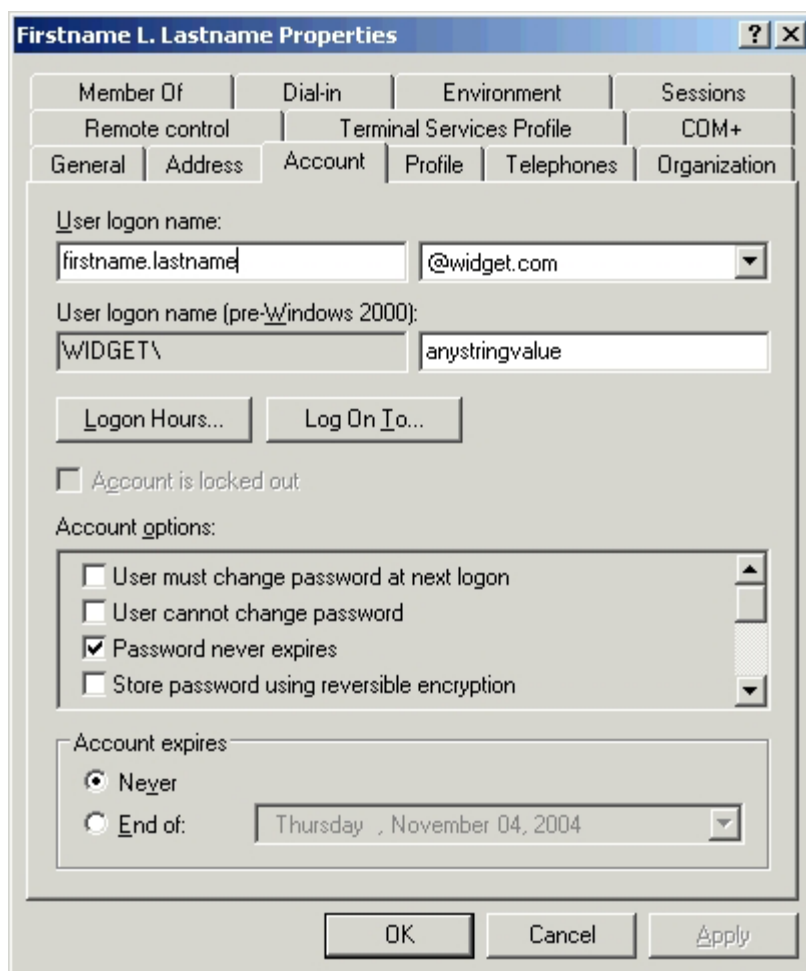 Firstname L. Lastname Properties
Member Of Dial-in Environment Sessions
Remote control Terminal Services Profile COM+
General Address Account Profile Telephones Organization
User logon name:
firstname.lastname @widget.com
User logon name (pre-Windows 2000):
WIDGET\ anystringvalue
Logon Hours... Log On To...
Account is locked out
Account options:
User must change password at next logon
User cannot change password
Password never expires
Store password using reversible encryption
Account expires
Never
End of: Thursday , November 04, 2004
OK Cancel Apply